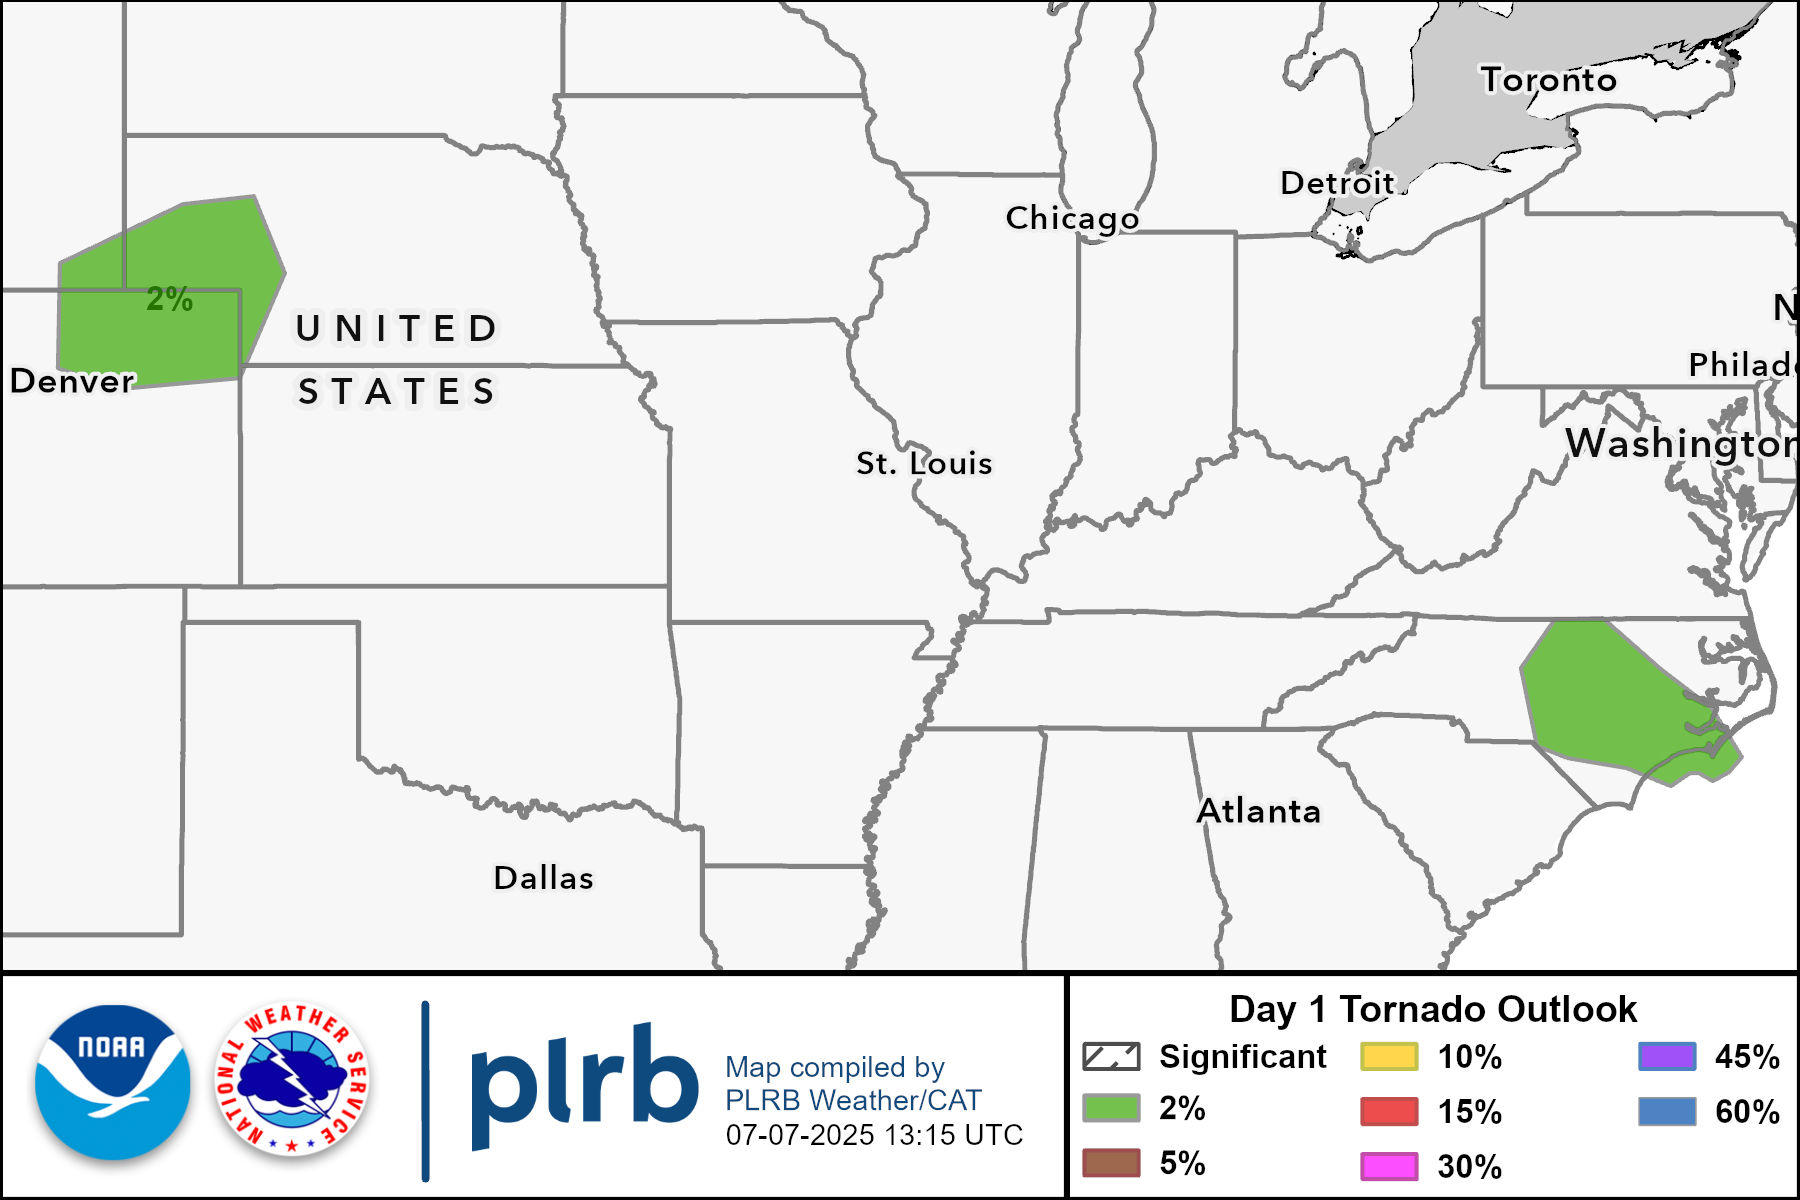 Toronto
Detroit
Chicago
N
2%
UNITED
STATES
Denver
Philad
Washington
St. Louis
Atlanta
Dallas
NOAA
NATIONAL WEATHER SERVICE
plrb
Map compiled by
PLRB Weather/CAT
07-07-2025 13:15 UTC
Day 1 Tornado Outlook
Significant
2%
5%
10%
15%
30%
45%
60%